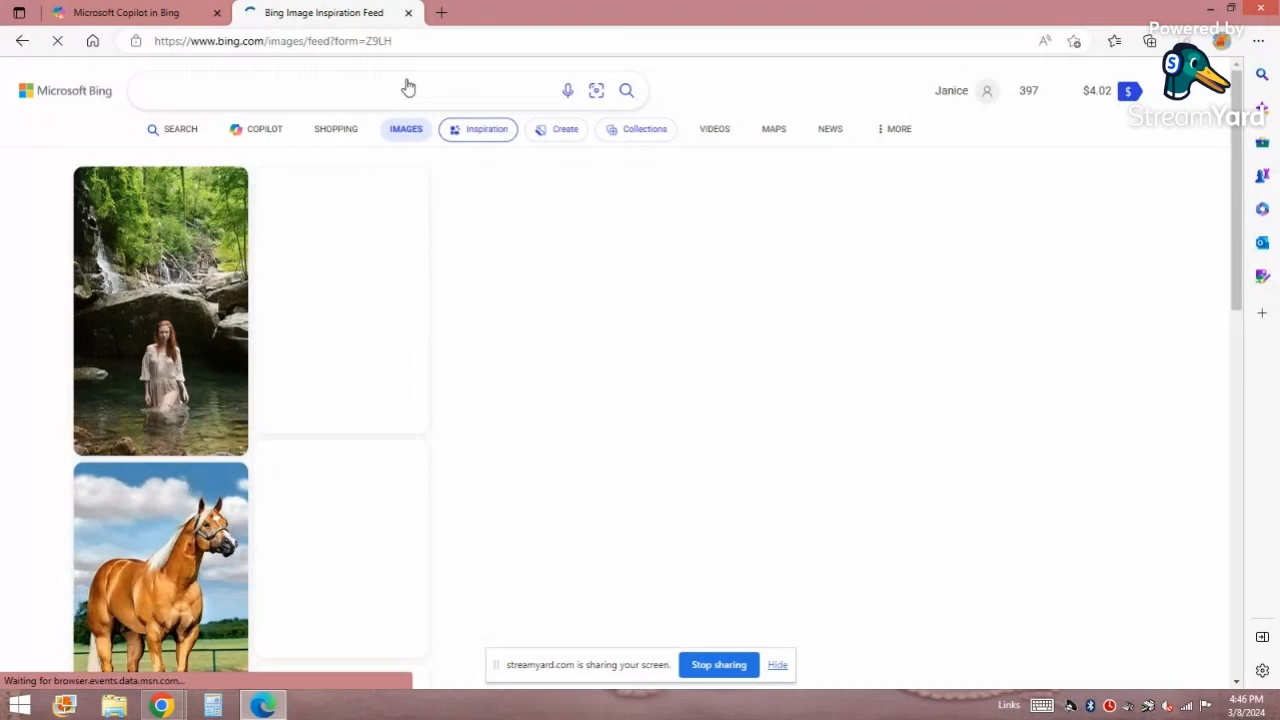 Microsoft Copilot in Bing
Bing Image Inspiration Feed
https://www.bing.com/images/feed?form=Z9LH
Powered by
StreamYard
Microsoft Bing
Janice
397
$4.02
SEARCH
COPILOT
SHOPPING
IMAGES
Inspiration
Create
Collections
VIDEOS
MAPS
NEWS
MORE
streamyard.com is sharing your screen.
Stop sharing
Hide
Waiting for browser.events.data.msn.com...
Links
4:46 PM
3/8/2024